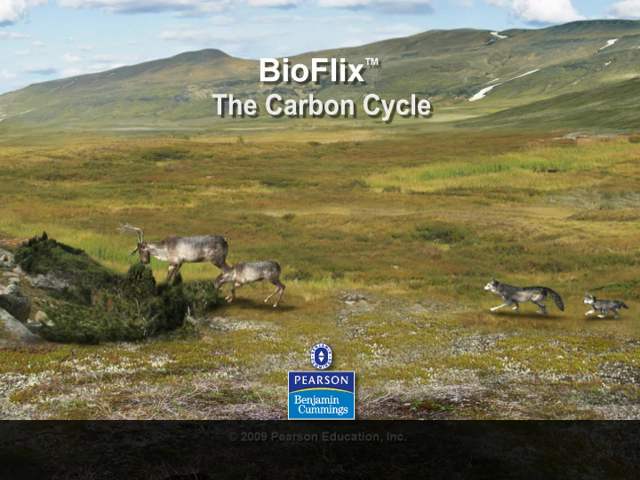 BioFlix™
The Carbon Cycle
PEARSON
Benjamin
Cummings
© 2009 Pearson Education, Inc.